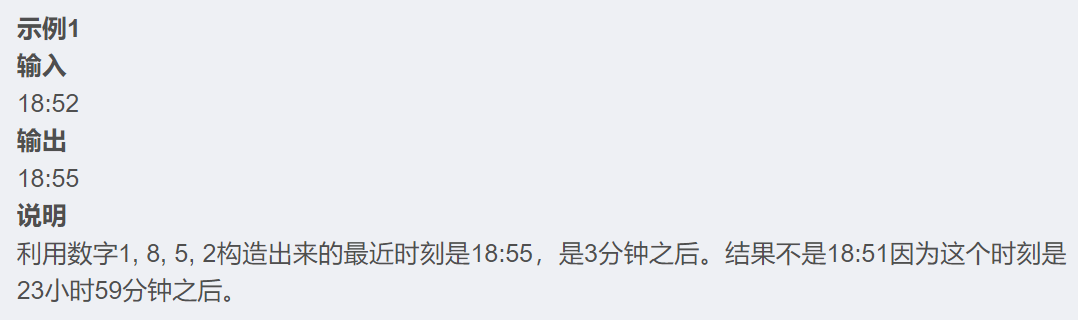 示例1
输入
18:52
输出
18:55
说明
利用数字1, 8, 5, 2构造出来的最近时刻是18:55，是3分钟之后。结果不是18:51因为这个时刻是
23小时59分钟之后。